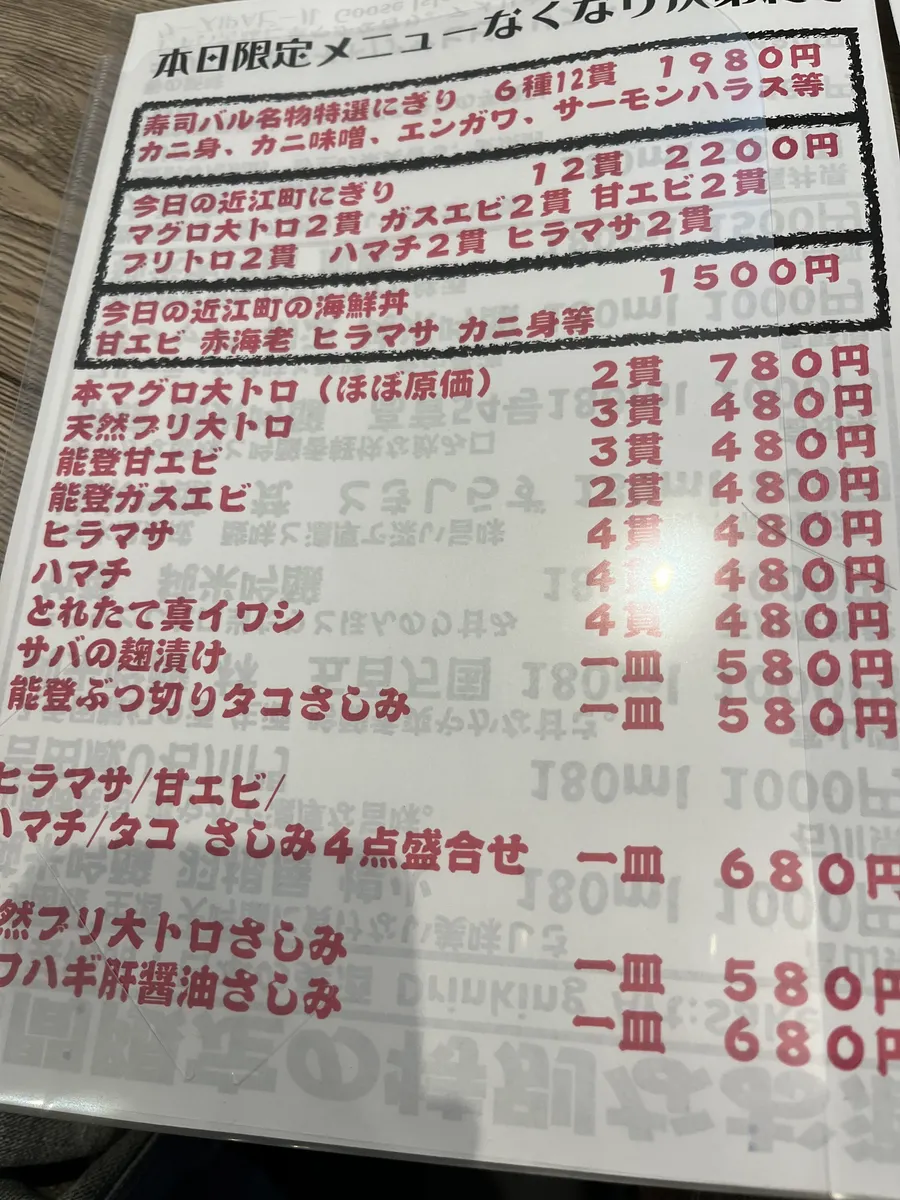 本日限定メニューなくなり次第
寿司バル名物特選にぎり 6種12貫 1980円
カニ身、カニ味噌、エンガワ、サーモンハラス等
今日の近江町にぎり 12貫 2200円
マグロ大トロ2貫 ガスエビ2貫 甘エビ2貫
ブリトロ2貫 ハマチ2貫 ヒラマサ2貫
今日の近江町の海鮮丼 1500円
甘エビ 赤海老 ヒラマサ カニ身等
本マグロ大トロ(ほぼ原価) 2貫 780円
天然ブリ大トロ 3貫 480円
能登甘エビ 3貫 480円
能登ガスエビ 2貫 480円
ヒラマサ 4貫 480円
ハマチ 4貫 480円
とれたて真イワシ 4貫 480円
サバの麹漬け 一皿 580円
能登ぶつ切りタコさしみ 一皿 580円
ヒラマサ/甘エビ/
ハマチ/タコ さしみ4点盛合せ 一皿 680円
然ブリ大トロさしみ 一皿 580円
ワハギ肝醤油さしみ 一皿 680円